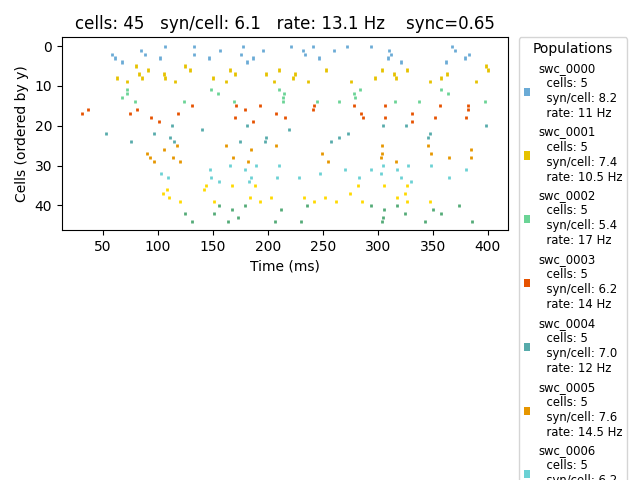 cells: 45   syn/cell: 6.1   rate: 13.1 Hz    sync=0.65
Populations
0
10
20
30
40
Cells (ordered by y)
50
100
150
200
250
300
350
400
Time (ms)
swc_0000
cells: 5
syn/cell: 8.2
rate: 11 Hz
swc_0001
cells: 5
syn/cell: 7.4
rate: 10.5 Hz
swc_0002
cells: 5
syn/cell: 5.4
rate: 17 Hz
swc_0003
cells: 5
syn/cell: 6.2
rate: 14 Hz
swc_0004
cells: 5
syn/cell: 7.0
rate: 12 Hz
swc_0005
cells: 5
syn/cell: 7.6
rate: 14.5 Hz
swc_0006
cells: 5
syn/cell: 6.2